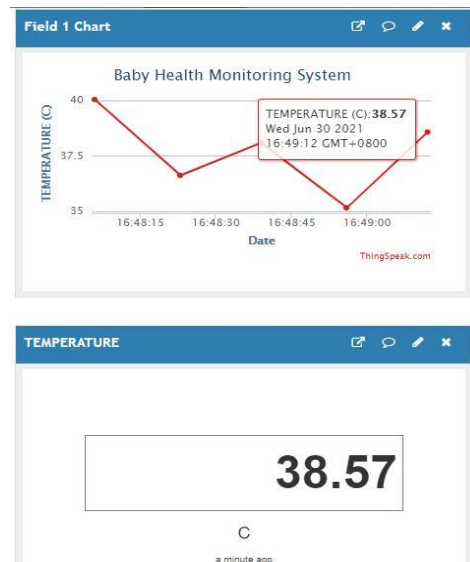 Field 1 Chart
Baby Health Monitoring System
TEMPERATURE (C)
40
37.5
35
TEMPERATURE (C):38.57
Wed Jun 30 2021
16:49:12 GMT+0800
16:48:15 16:48:30 16:48:45 16:49:00
Date
ThingSpeak.com
TEMPERATURE
38.57
C
a minute ago